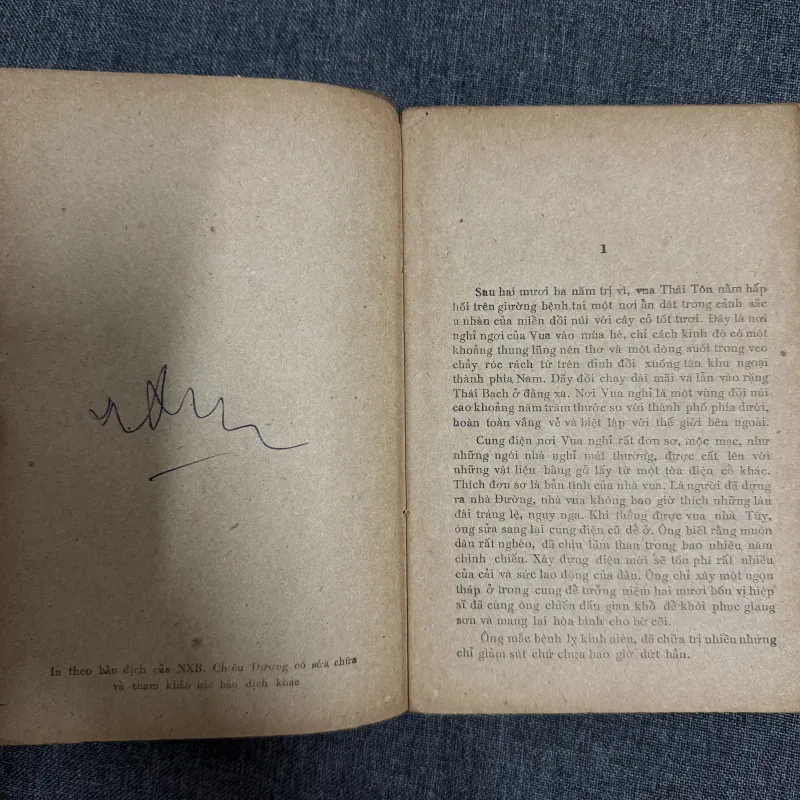 In theo bản dịch của NXB. Chiêu Dương có sửa chữa
và tham khảo các bản dịch khác
1
Sau hai mươi ba năm trị vì, vua Thái Tôn nằm hấp
hối trên giường bệnh tại một nơi ẩn dật trong cảnh sắc
u nhàn của miền đồi núi với cây cỏ tốt tươi. Đây là nơi
nghỉ ngơi của Vua vào mùa hè, chỉ cách kinh đô có một
khoảng thung lũng nên thơ và một dòng suối trong veo
chảy róc rách từ trên đỉnh đồi xuống tận khu ngoại
thành phía Nam. Dãy đồi chạy dài mãi và lẫn vào rặng
Thái Bạch ở đằng xa. Nơi Vua nghỉ là một vùng đồi núi
cao khoảng năm trăm thước so với thành phố phía dưới,
hoàn toàn vắng vẻ và biệt lập với thế giới bên ngoài.
Cung điện nơi Vua nghỉ rất đơn sơ, mộc mạc, như
những ngôi nhà nghỉ mát thường, được cất lên với
những vật liệu bằng gỗ lấy từ một tòa điện cổ khác.
Thích đơn sơ là bản tính của nhà vua. Là người đã dựng
ra nhà Đường, nhà vua không bao giờ thích những lâu
đài tráng lệ, nguy nga. Khi thắng được vua nhà Tùy,
ông sửa sang lại cung điện cũ để ở. Ông biết rằng muôn
dân rất nghèo, đã chịu lầm than trong bao nhiêu năm
chinh chiến. Xây dựng điện mới sẽ tốn phí rất nhiều
của cải và sức lao động của dân. Ông chỉ xây một ngọn
tháp ở trong cung để tưởng niệm hai mươi bốn vị hiệp
sĩ đã cùng ông chiến đấu gian khổ để khôi phục giang
sơn và mang lại hòa bình cho bờ cõi.
Ông mắc bệnh lỵ kinh niên, đã chữa trị nhiều nhưng
chỉ giảm sút chứ chưa bao giờ dứt hẳn.